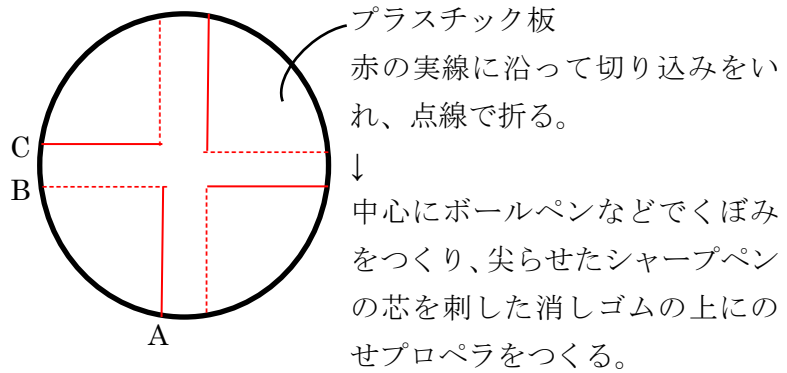 プラスチック板
赤の実線に沿って切り込みをい
れ、点線で折る。
↓
中心にボールペンなどでくぼみ
をつくり、尖らせたシャープペン
の芯を刺した消しゴムの上にの
せプロペラをつくる。
C
B
A